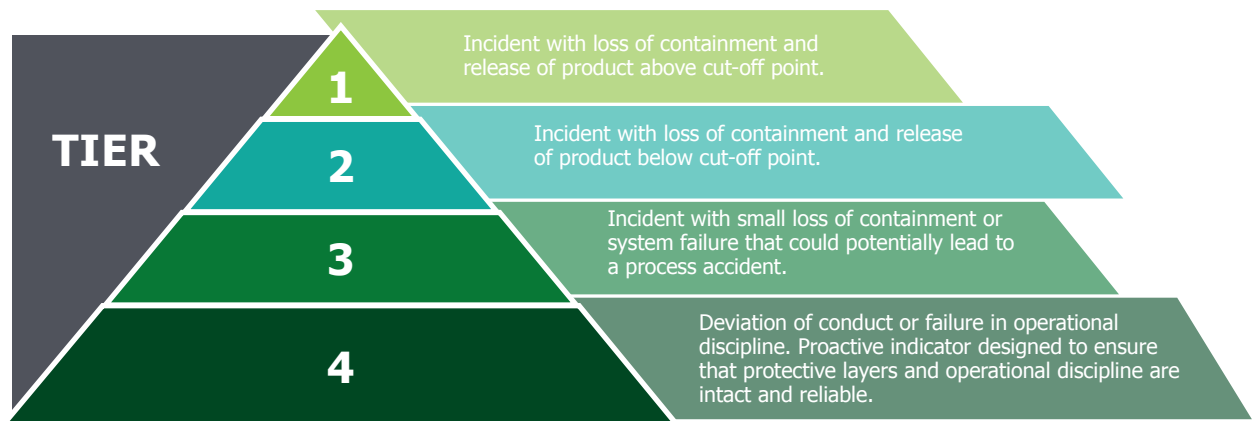 TIER
1
Incident with loss of containment and
release of product above cut-off point.
2
Incident with loss of containment and release
of product below cut-off point.
3
Incident with small loss of containment or
system failure that could potentially lead to
a process accident.
4
Deviation of conduct or failure in operational
discipline. Proactive indicator designed to ensure
that protective layers and operational discipline are
intact and reliable.